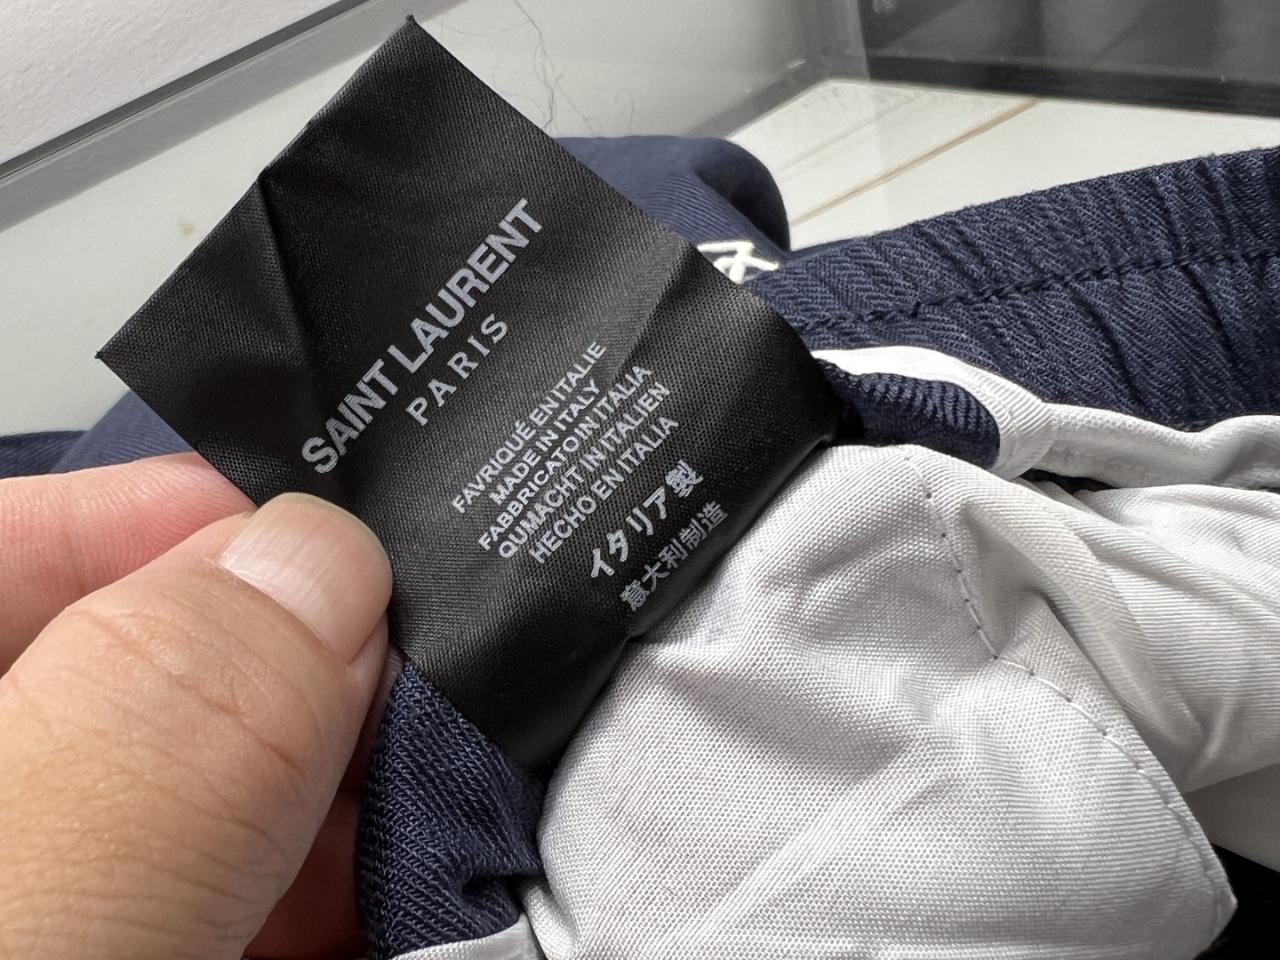 SAINT LAURENT
PARIS
FAVRIQUÉ EN ITALIE
MADE IN ITALY
FABBRICATO IN ITALIA
QUMACHT IN ITALIEN
HECHO EN ITALIA
イタリア製
意大利制造